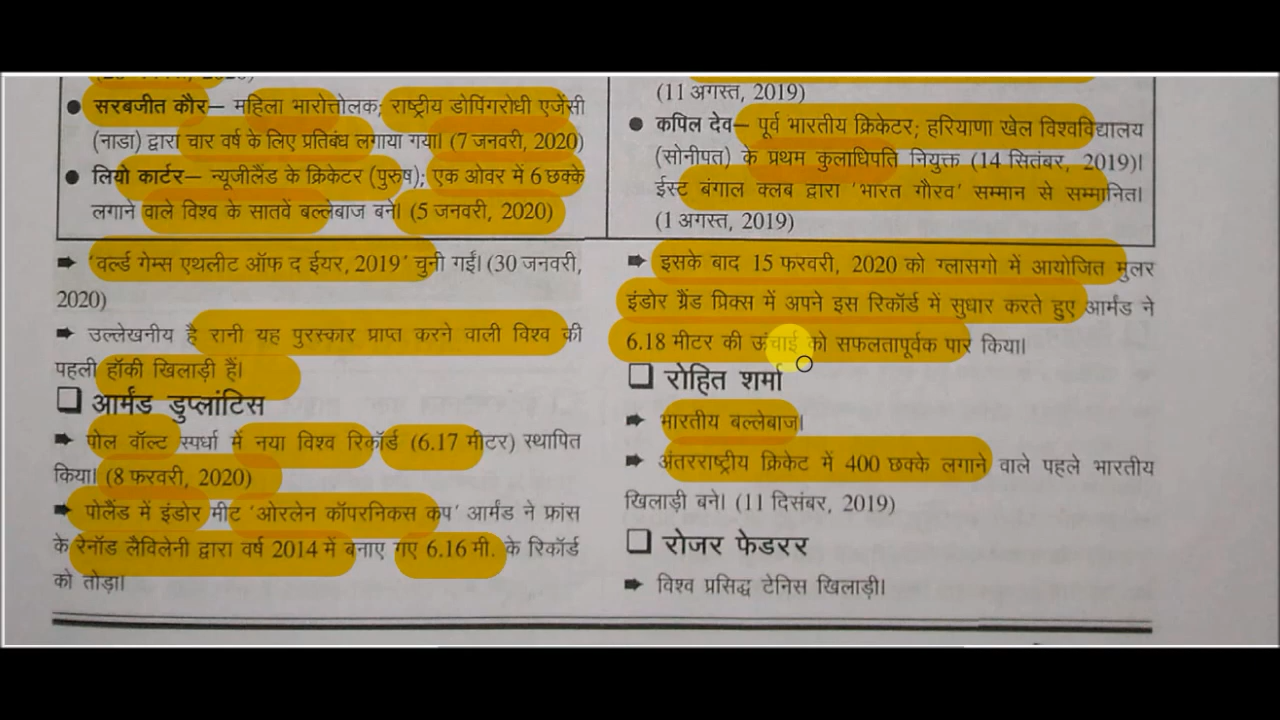 ● सरबजीत कौर– महिला भारोत्तोलक; राष्ट्रीय डोपिंगरोधी एजेंसी
(नाडा) द्वारा चार वर्ष के लिए प्रतिबंध लगाया गया। (7 जनवरी, 2020)
● लियो कार्टर– न्यूजीलैंड के क्रिकेटर (पुरुष); एक ओवर में 6 छक्के
लगाने वाले विश्व के सातवें बल्लेबाज बने। (5 जनवरी, 2020)
➡ 'वर्ल्ड गेम्स एथलीट ऑफ द ईयर, 2019' चुनी गईं। (30 जनवरी,
2020)
➡ उल्लेखनीय है रानी यह पुरस्कार प्राप्त करने वाली विश्व की
पहली हॉकी खिलाड़ी हैं।
❑ आर्मंड डुप्लांटिस
➡ पोल वॉल्ट स्पर्धा में नया विश्व रिकॉर्ड (6.17 मीटर) स्थापित
किया। (8 फरवरी, 2020)
➡ पोलैंड में इंडोर मीट 'ओरलेन कॉपरनिकस कप' आर्मंड ने फ्रांस
के रेनॉड लैविलेनी द्वारा वर्ष 2014 में बनाए गए 6.16 मी. के रिकॉर्ड
को तोड़ा।
(11 अगस्त, 2019)
● कपिल देव– पूर्व भारतीय क्रिकेटर; हरियाणा खेल विश्वविद्यालय
(सोनीपत) के प्रथम कुलाधिपति नियुक्त (14 सितंबर, 2019)।
ईस्ट बंगाल क्लब द्वारा 'भारत गौरव' सम्मान से सम्मानित।
(1 अगस्त, 2019)
➡ इसके बाद 15 फरवरी, 2020 को ग्लासगो में आयोजित मुलर
इंडोर ग्रैंड प्रिक्स में अपने इस रिकॉर्ड में सुधार करते हुए आर्मंड ने
6.18 मीटर की ऊंचाई को सफलतापूर्वक पार किया।
❑ रोहित शर्मा
➡ भारतीय बल्लेबाज।
➡ अंतरराष्ट्रीय क्रिकेट में 400 छक्के लगाने वाले पहले भारतीय
खिलाड़ी बने। (11 दिसंबर, 2019)
❑ रोजर फेडरर
➡ विश्व प्रसिद्ध टेनिस खिलाड़ी।